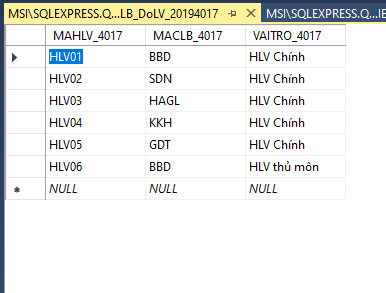 MSI\SQLEXPRESS.Q...LB_DoLV_20194017 MSI\SQLEXPRESS.Q...IE
MAHLV_4017 MACLB_4017 VAITRO_4017
HLV01 BBD HLV Chính
HLV02 SDN HLV Chính
HLV03 HAGL HLV Chính
HLV04 KKH HLV Chính
HLV05 GDT HLV Chính
HLV06 BBD HLV thủ môn
NULL NULL NULL